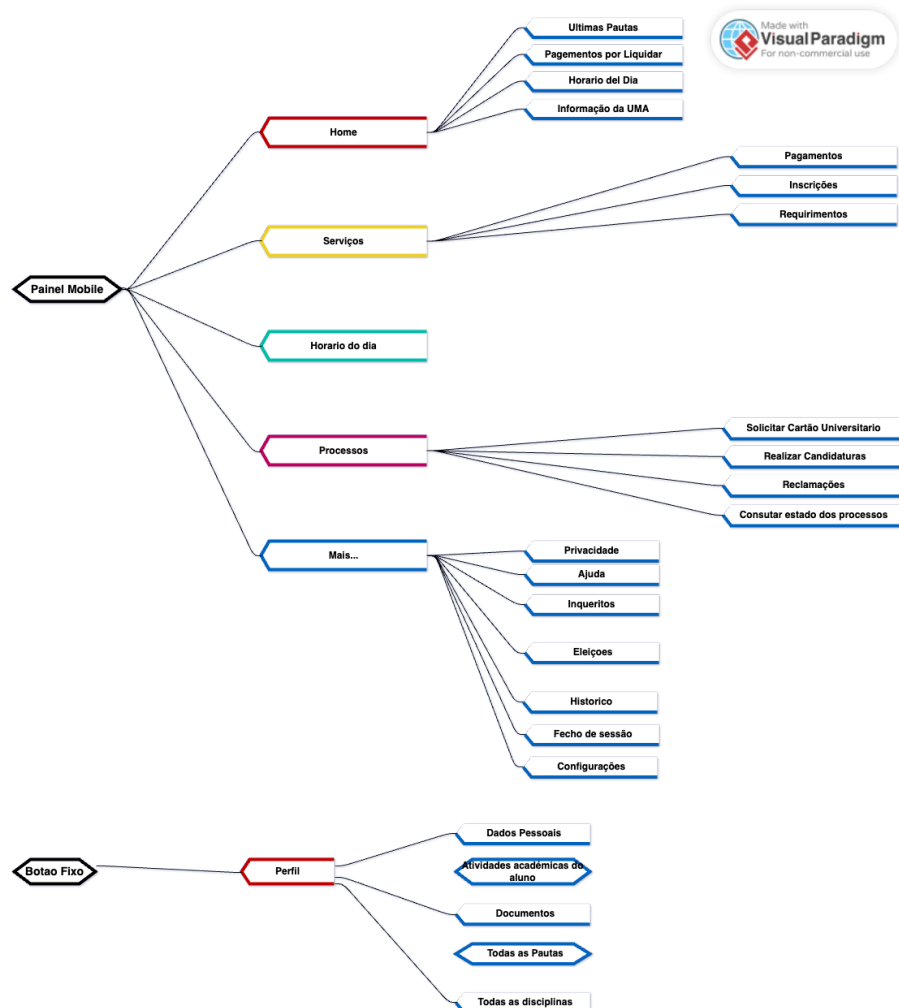 Ultimas Pautas
Made with
VisualParadigm
For non-commercial use
Pagementos por Liquidar
Horario del Dia
Informação da UMA
Home
Pagamentos
Inscrições
Requirimentos
Serviços
Painel Mobile
Horario do dia
Solicitar Cartão Universitario
Processos
Realizar Candidaturas
Reclamações
Consutar estado dos processos
Mais...
Privacidade
Ajuda
Inqueritos
Eleiçoes
Historico
Fecho de sessão
Configurações
Dados Pessoais
Botao Fixo
Perfil
Atividades académicas do
aluno
Documentos
Todas as Pautas
Todas as disciplinas